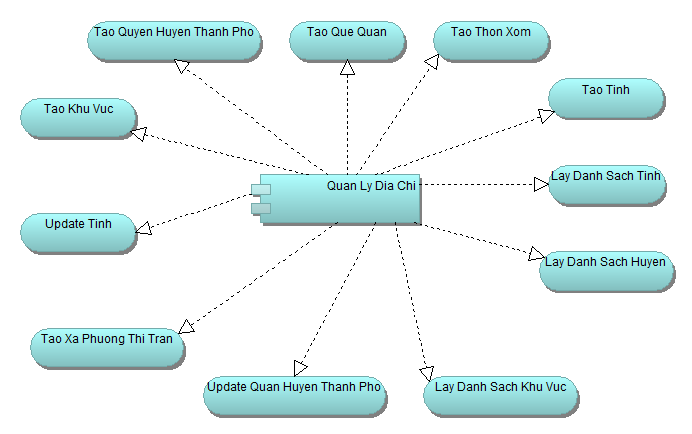 Tao Quyen Huyen Thanh Pho
Tao Que Quan
Tao Thon Xom
Tao Tinh
Tao Khu Vuc
Lay Danh Sach Tinh
Quan Ly Dia Chi
Update Tinh
Lay Danh Sach Huyen
Tao Xa Phuong Thi Tran
Update Quan Huyen Thanh Pho
Lay Danh Sach Khu Vuc